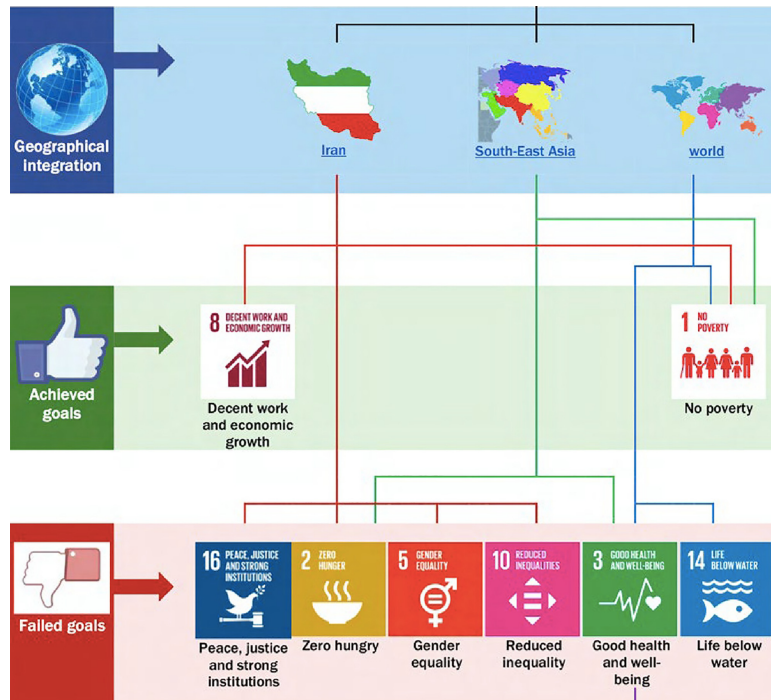 Geographical
integration
Iran
South-East Asia
world
Achieved
goals
8 DECENT WORK AND
ECONOMIC GROWTH
Decent work
and economic
growth
1 NO
POVERTY
No poverty
Failed goals
16 PEACE, JUSTICE
AND STRONG
INSTITUTIONS
Peace, justice
and strong
institutions
2 ZERO
HUNGER
Zero hungry
5 GENDER
EQUALITY
Gender
equality
10 REDUCED
INEQUALITIES
Reduced
inequality
3 GOOD HEALTH
AND WELL-BEING
Good health
and well-
being
14 LIFE
BELOW WATER
Life below
water